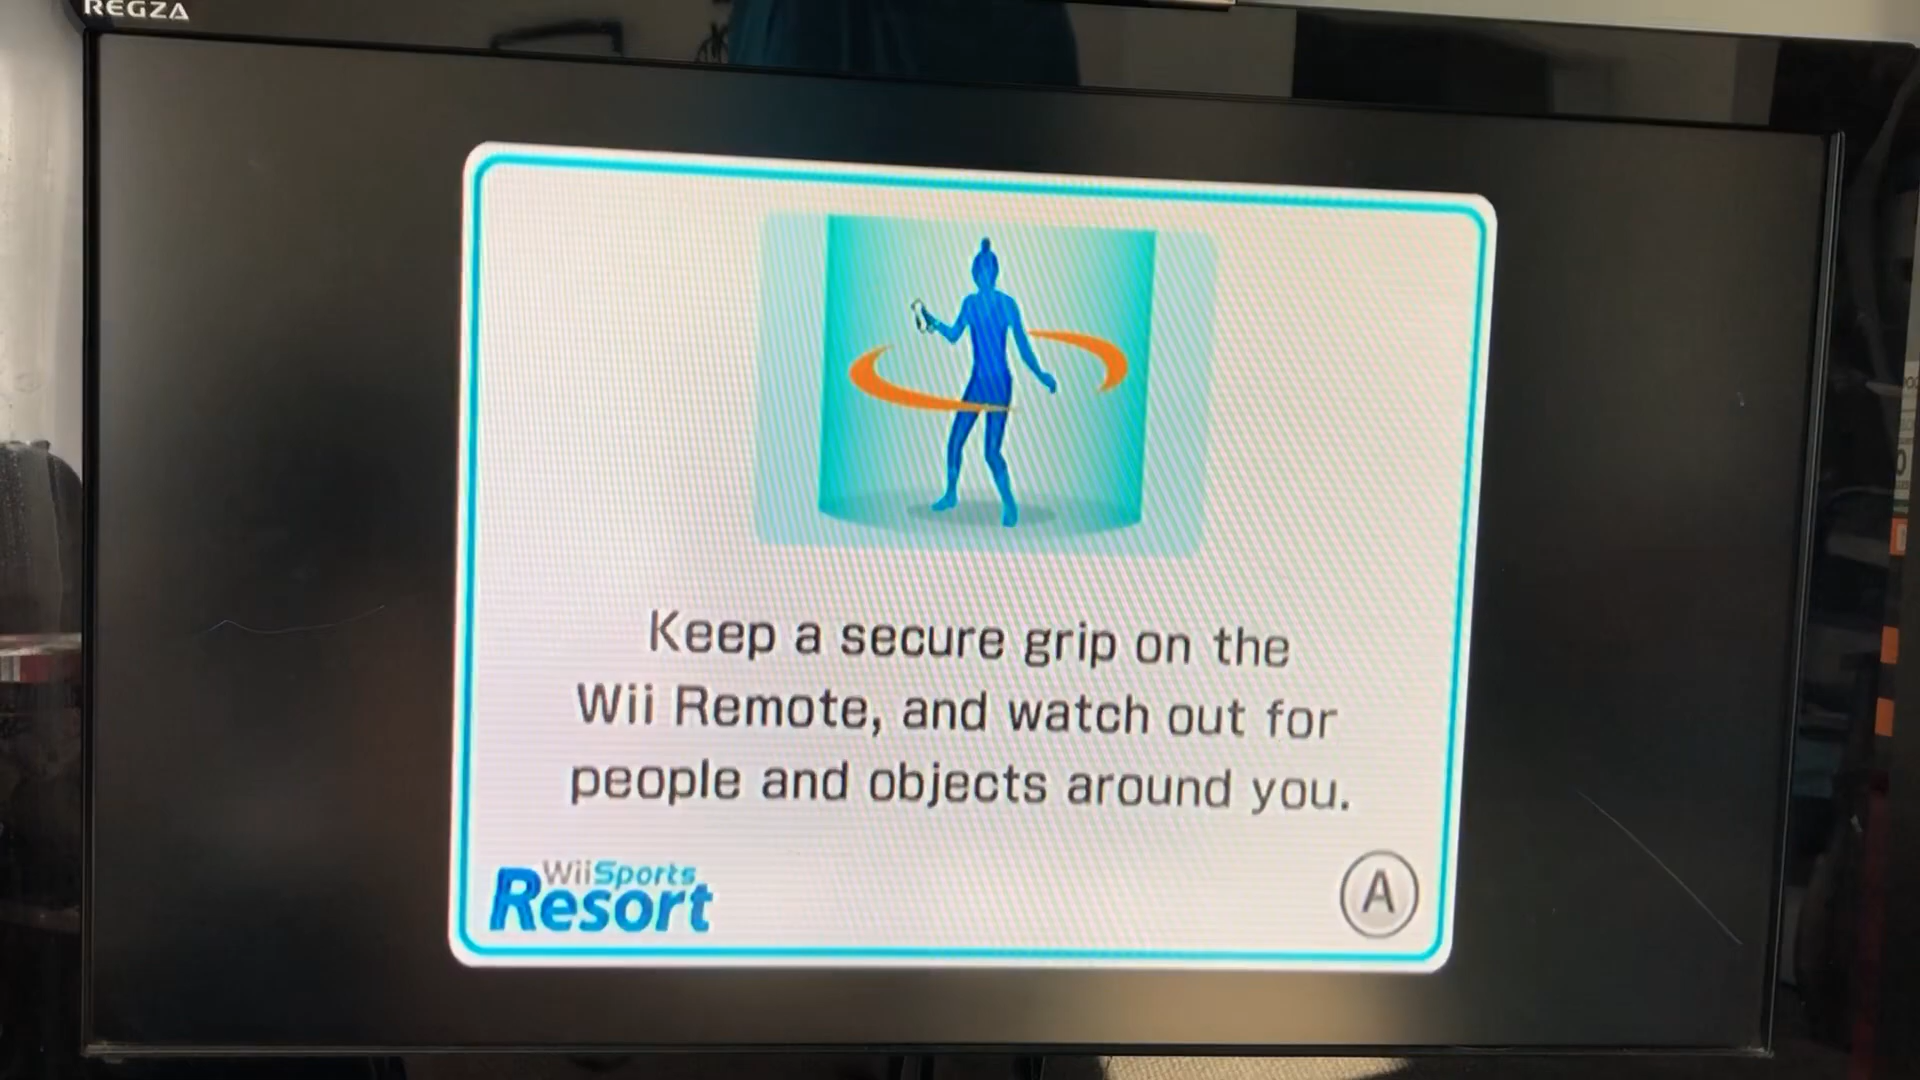 REGZA
Keep a secure grip on the
Wii Remote, and watch out for
people and objects around you.
WiiSports
Resort
A